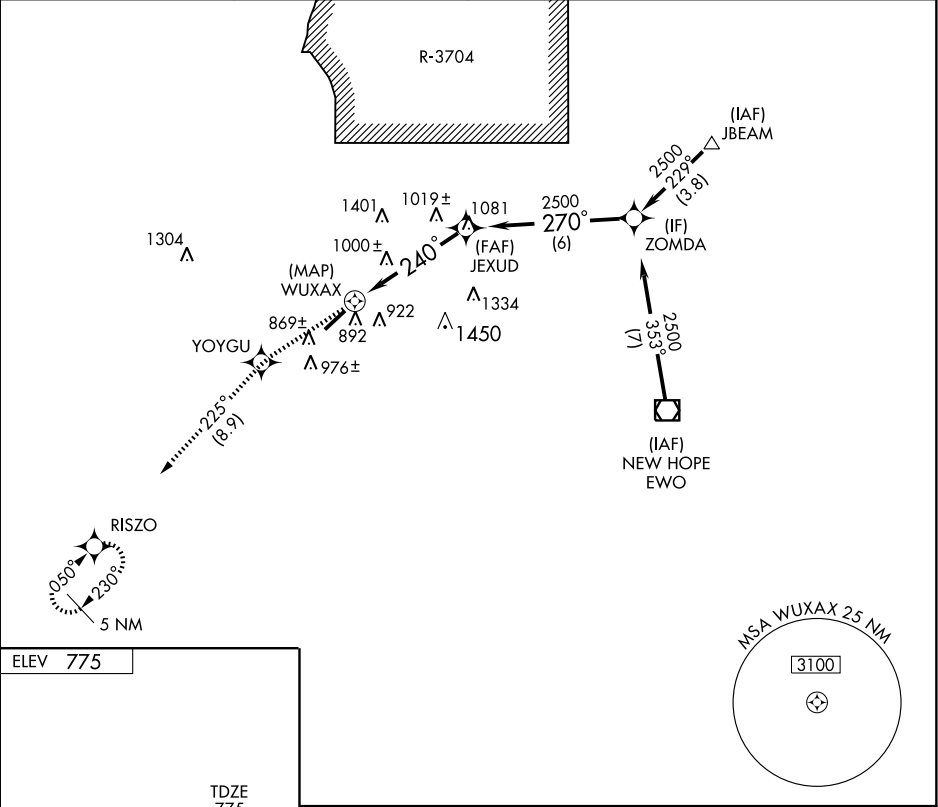 R-3704
(IAF)
JBEAM
2500
229°
(3.8)
1401
1019±
1081
2500
270°
(6)
(IF)
ZOMDA
1304
1000±
240°
(FAF)
JEXUD
(MAP)
WUXAX
1334
869±
892
922
1450
YOYGU
976±
2500
353°
(7)
225°
(8.9)
(IAF)
NEW HOPE
EWO
RISZO
050°
230°
5 NM
MSA WUXAX 25 NM
3100
ELEV 775
TDZE
775